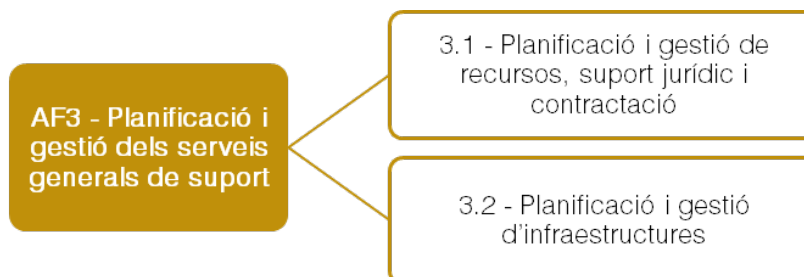 AF3 - Planificació i
gestió dels serveis
generals de suport
3.1 - Planificació i gestió de
recursos, suport jurídic i
contractació
3.2 - Planificació i gestió
d'infraestructures